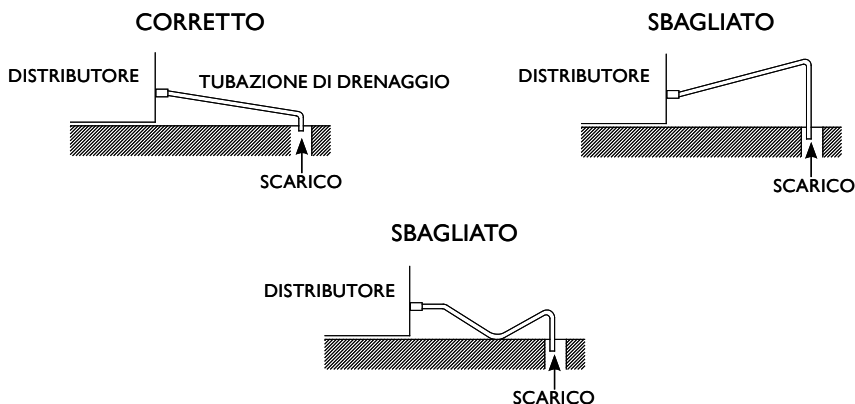 CORRETTO
DISTRIBUTORE
TUBAZIONE DI DRENAGGIO
SCARICO
SBAGLIATO
DISTRIBUTORE
SCARICO
SBAGLIATO
DISTRIBUTORE
SCARICO